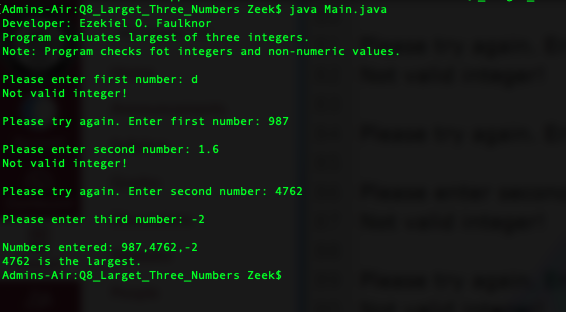 Admins-Air:Q8_Larget_Three_Numbers Zeek$ java Main.java
Developer: Ezekiel O. Faulknor
Program evaluates largest of three integers.
Note: Program checks fot integers and non-numeric values.
Please enter first number: d
Not valid integer!
Please try again. Enter first number: 987
Please enter second number: 1.6
Not valid integer!
Please try again. Enter second number: 4762
Please enter third number: -2
Numbers entered: 987,4762,-2
4762 is the largest.
Admins-Air:Q8_Larget_Three_Numbers Zeek$